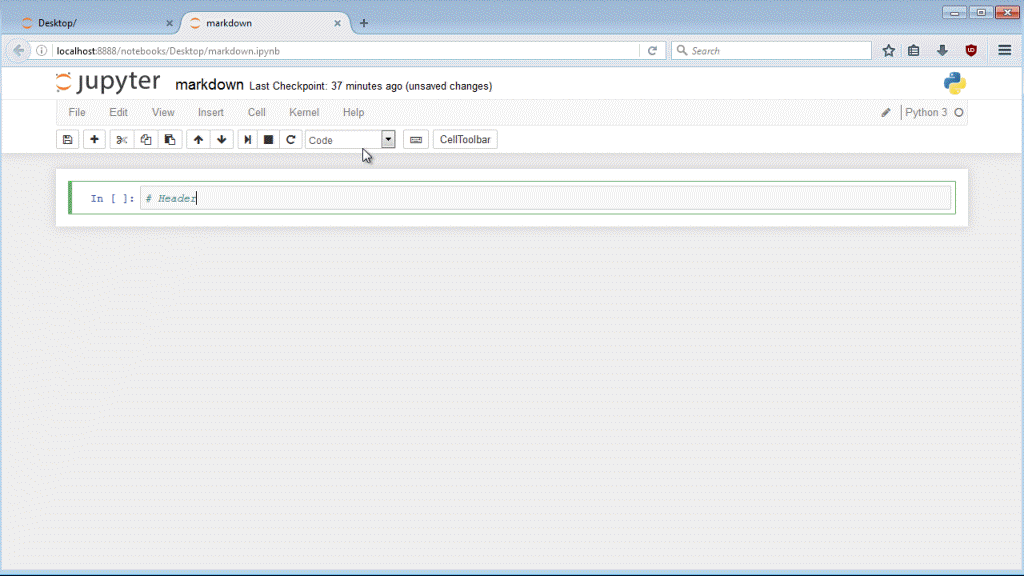 Desktop/
markdown
localhost:8888/notebooks/Desktop/markdown.ipynb
Search
jupyter markdown Last Checkpoint: 37 minutes ago (unsaved changes)
File Edit View Insert Cell Kernel Help
Python 3
Code
CellToolbar
In [ ]: # Header